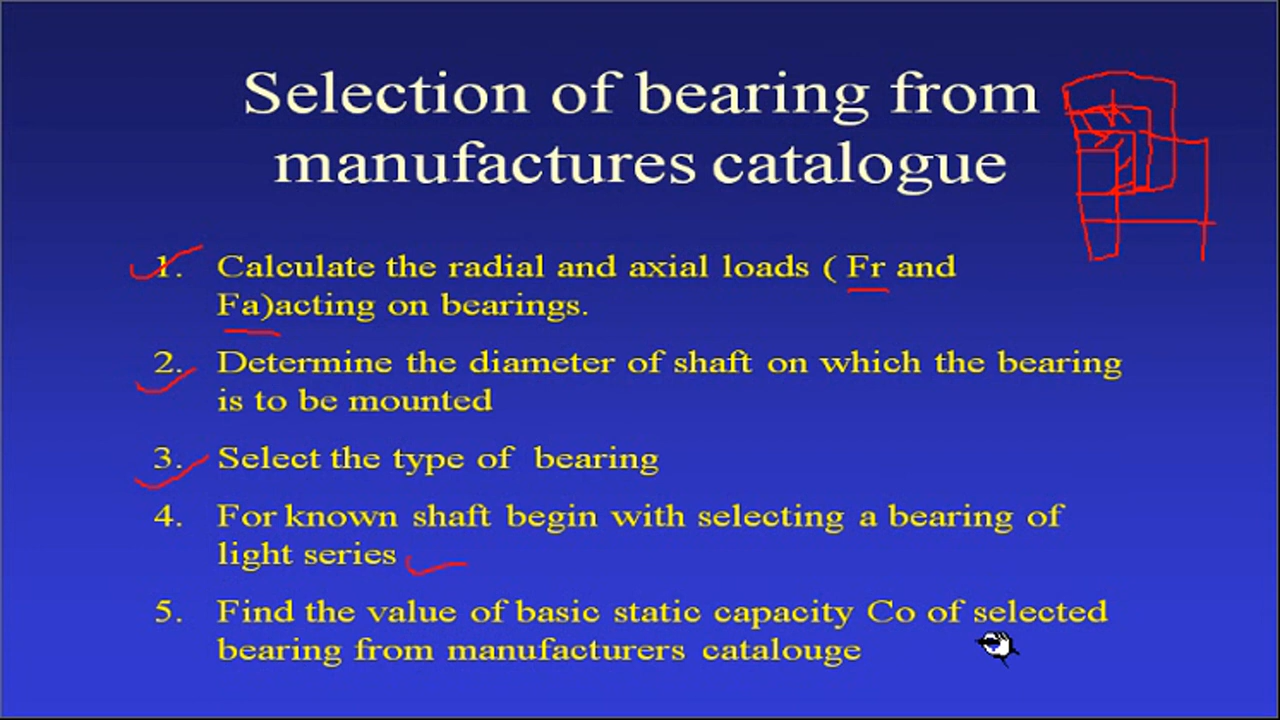 Selection of bearing from
manufactures catalogue
1. Calculate the radial and axial loads ( Fr and
Fa)acting on bearings.
2. Determine the diameter of shaft on which the bearing
is to be mounted
3. Select the type of bearing
4. For known shaft begin with selecting a bearing of
light series
5. Find the value of basic static capacity Co of selected
bearing from manufacturers catalouge